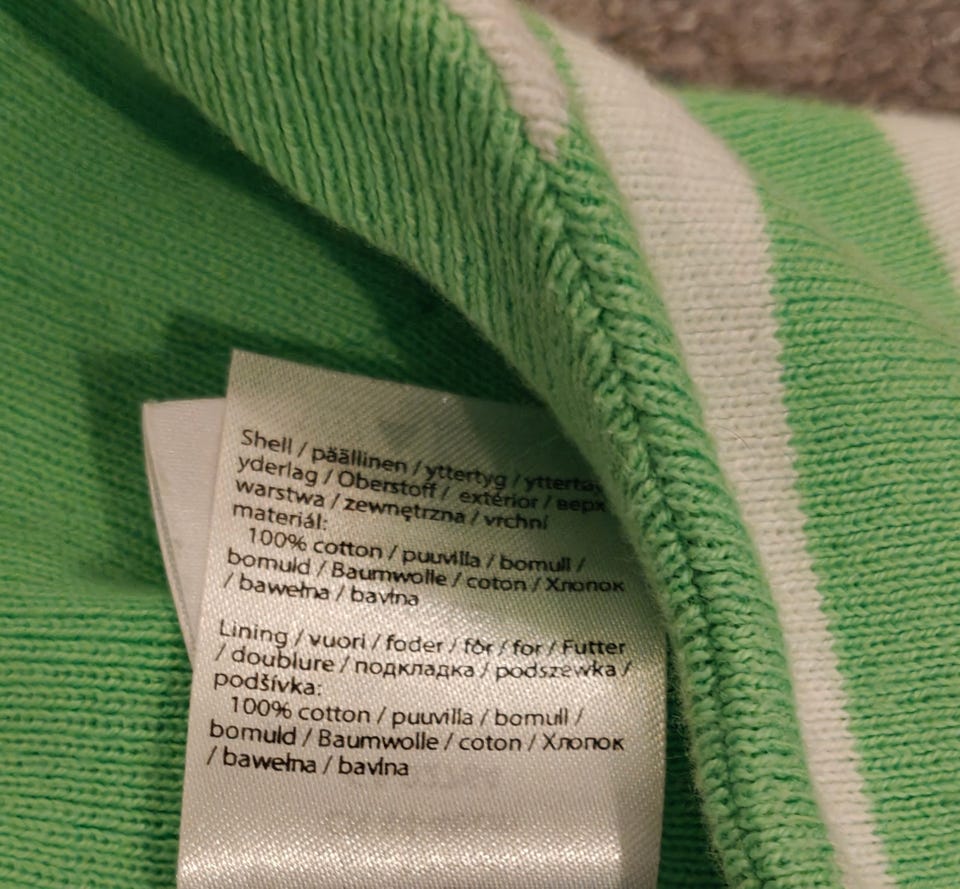 Shell / päällinen / yttertyg /
yderlag / Oberstoff / extérior / верх
warstwa / zewnętrzna / vrchní
materiál:
100% cotton / puuvilla / bomull /
bomuld / Baumwolle / coton / Хлопок
/ bawełna / bavlna
Lining / vuori / foder / fôr / for / Futter
/ doublure / подкладка / podszewka /
podšívka:
100% cotton / puuvilla / bomull /
bomuld / Baumwolle / coton / Хлопок
/ bawełna / bavlna